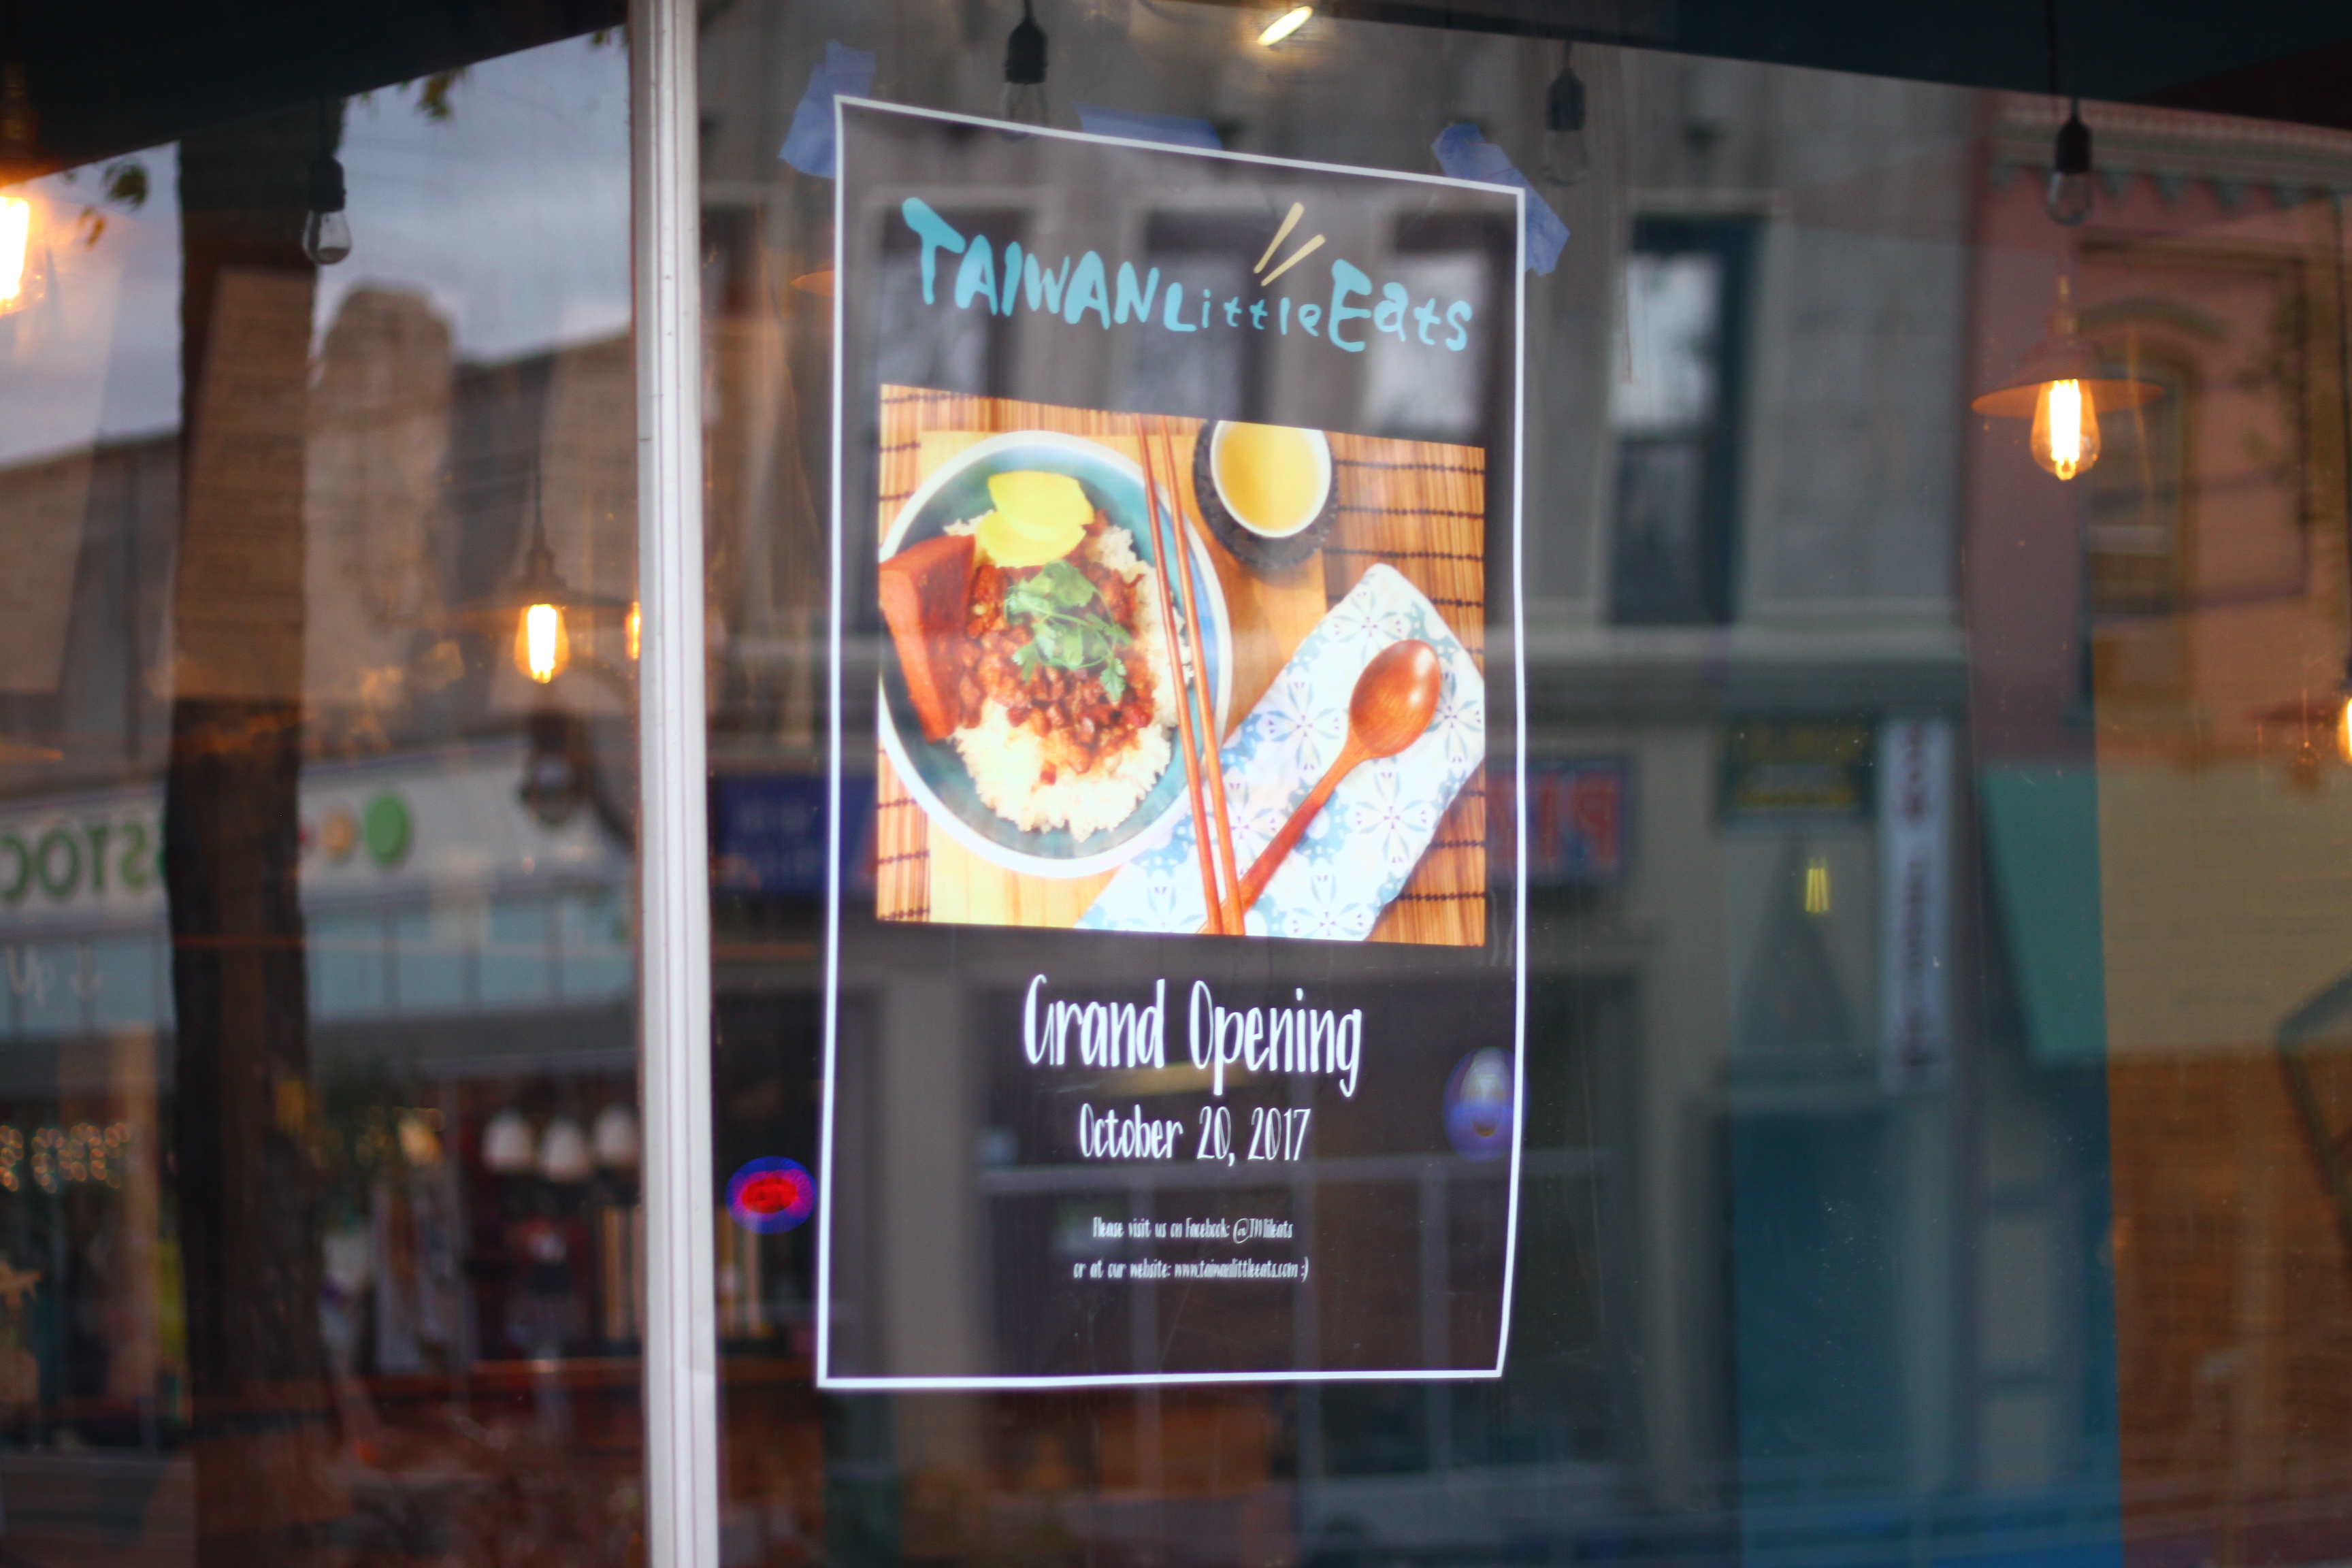 TAIWAN Little Eats
Grand Opening
October 20, 2017
Please visit us on Facebook: @TWlileats
or at our website: www.taiwanlittleeats.com :)